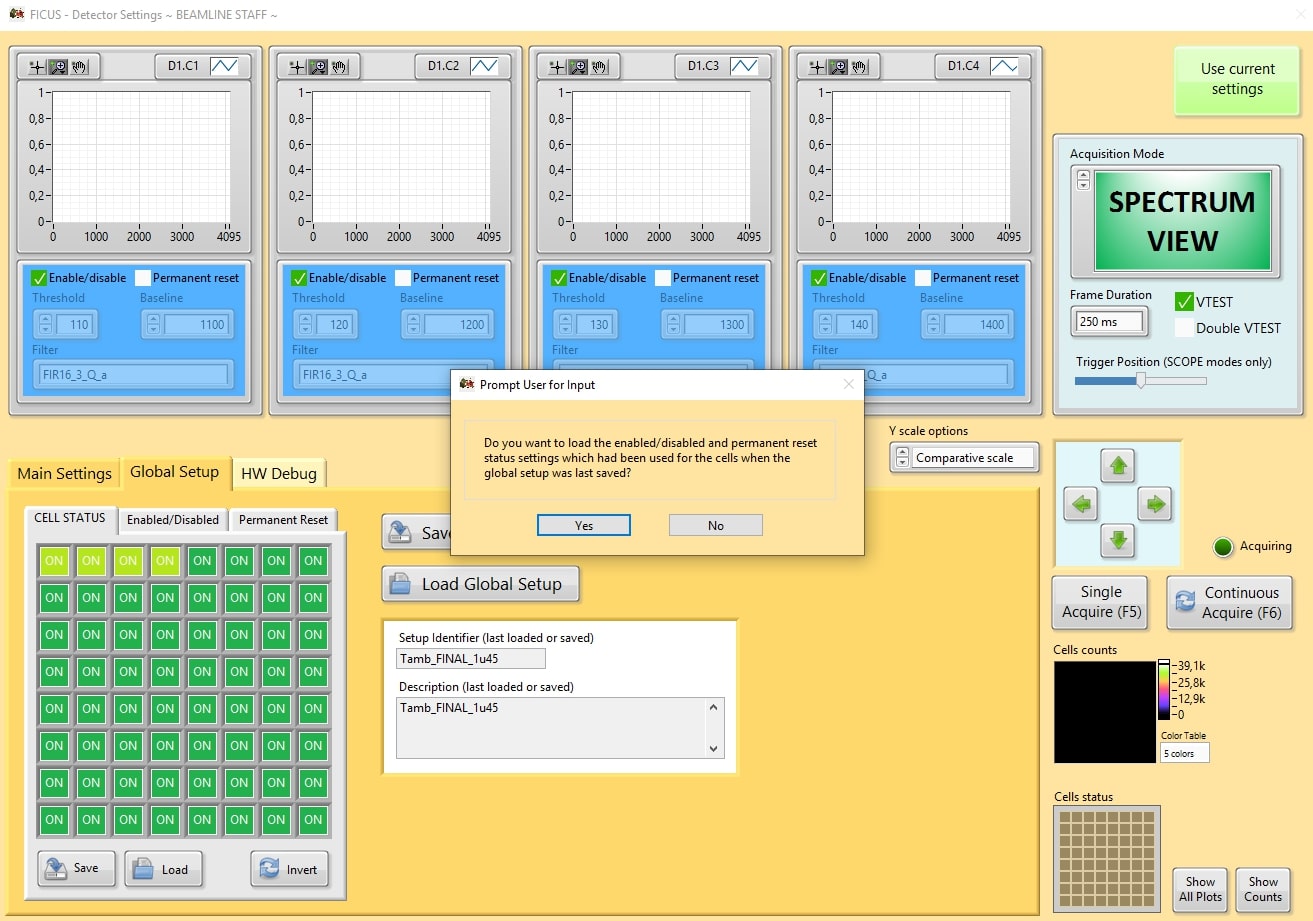 FICUS - Detector Settings ~ BEAMLINE STAFF ~
D1.C1
D1.C2
D1.C3
D1.C4
1
0,8
0,6
0,4
0,2
0
0 1000 2000 3000 4095
1
0,8
0,6
0,4
0,2
0
0 1000 2000 3000 4095
1
0,8
0,6
0,4
0,2
0
0 1000 2000 3000 4095
1
0,8
0,6
0,4
0,2
0
0 1000 2000 3000 4095
Enable/disable Permanent reset
Threshold Baseline
110 1100
Filter
FIR16_3_Q_a
Enable/disable Permanent reset
Threshold Baseline
120 1200
Filter
FIR16_3_Q_a
Enable/disable Permanent reset
Threshold Baseline
130 1300
Filter
Enable/disable Permanent reset
Threshold Baseline
140 1400
Filter
Q_a
Use current
settings
Acquisition Mode
SPECTRUM
VIEW
Frame Duration
250 ms
VTEST
Double VTEST
Trigger Position (SCOPE modes only)
Prompt User for Input
Do you want to load the enabled/disabled and permanent reset
status settings which had been used for the cells when the
global setup was last saved?
Yes No
Y scale options
Comparative scale
Main Settings Global Setup HW Debug
CELL STATUS Enabled/Disabled Permanent Reset
ON ON ON ON ON ON ON ON
ON ON ON ON ON ON ON ON
ON ON ON ON ON ON ON ON
ON ON ON ON ON ON ON ON
ON ON ON ON ON ON ON ON
ON ON ON ON ON ON ON ON
ON ON ON ON ON ON ON ON
ON ON ON ON ON ON ON ON
Save Load Invert
Save
Load Global Setup
Setup Identifier (last loaded or saved)
Tamb_FINAL_1u45
Description (last loaded or saved)
Tamb_FINAL_1u45
Acquiring
Single
Acquire (F5)
Continuous
Acquire (F6)
Cells counts
39,1k
25,8k
12,9k
0
Color Table
5 colors
Cells status
Show
All Plots
Show
Counts